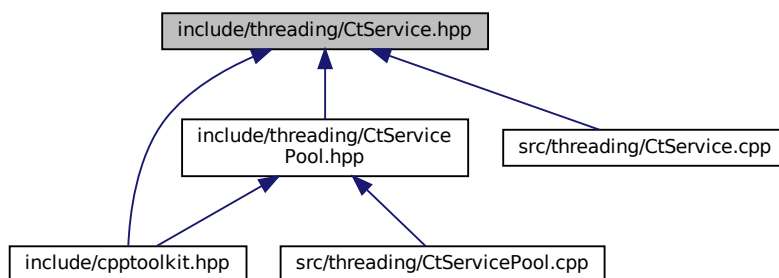 include/threading/CtService.hpp
include/threading/CtService
Pool.hpp
src/threading/CtService.cpp
include/cpptoolkit.hpp
src/threading/CtServicePool.cpp